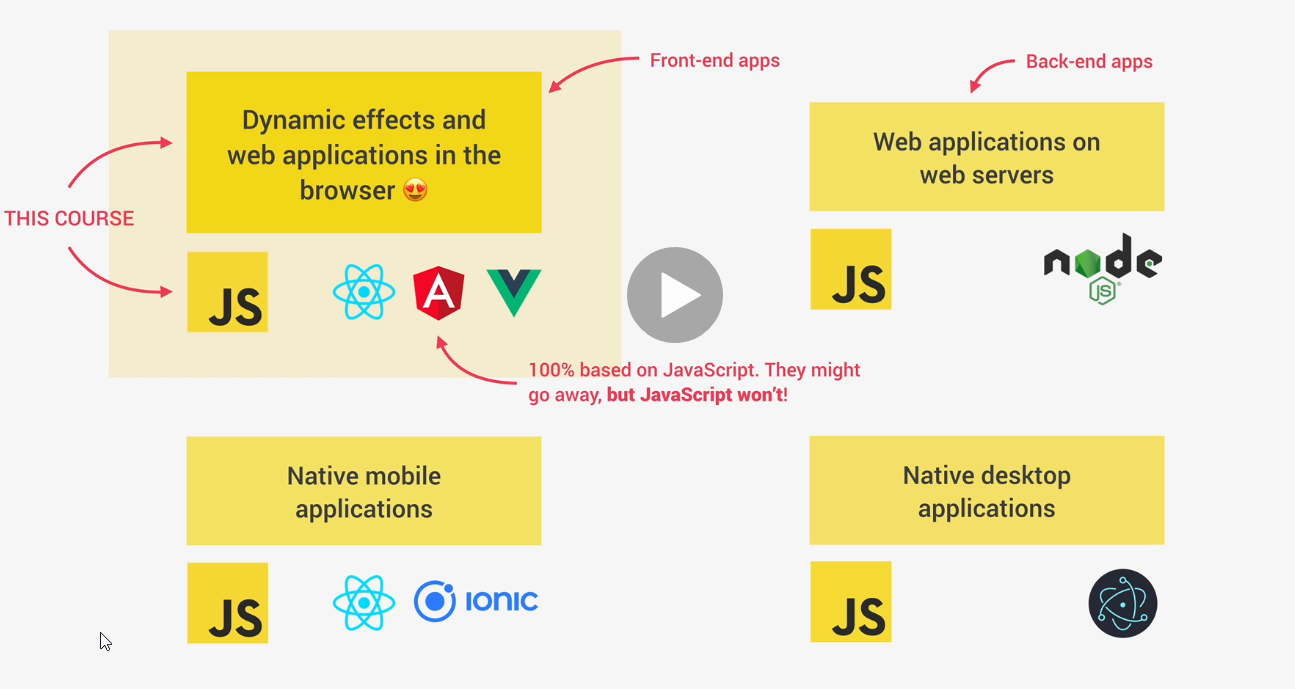 Front-end apps
Back-end apps
Dynamic effects and
web applications in the
browser 😍
Web applications on
web servers
THIS COURSE
JS
A
JS
node
JS
100% based on JavaScript. They might
go away, but JavaScript won't!
Native mobile
applications
Native desktop
applications
JS
IONIC
JS